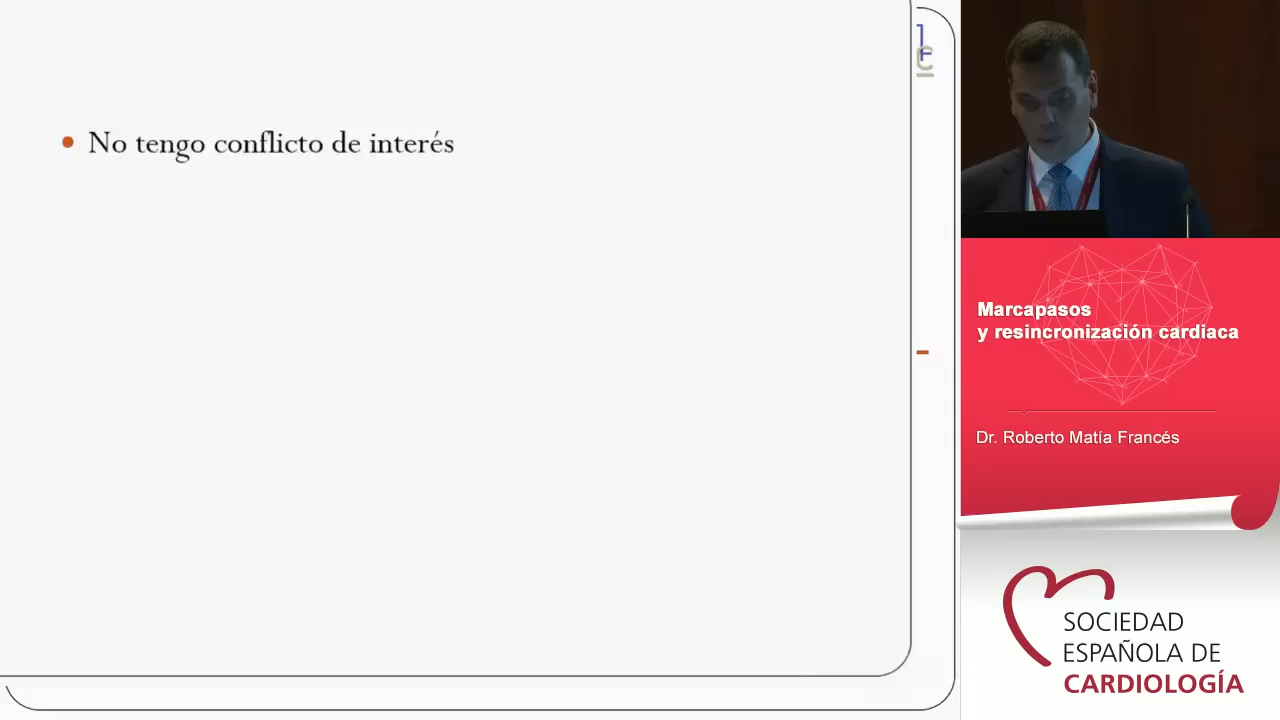 No tengo conflicto de interés
Marcapasos
y resincronización cardiaca
Dr. Roberto Matía Francés
SOCIEDAD
ESPAÑOLA DE
CARDIOLOGÍA